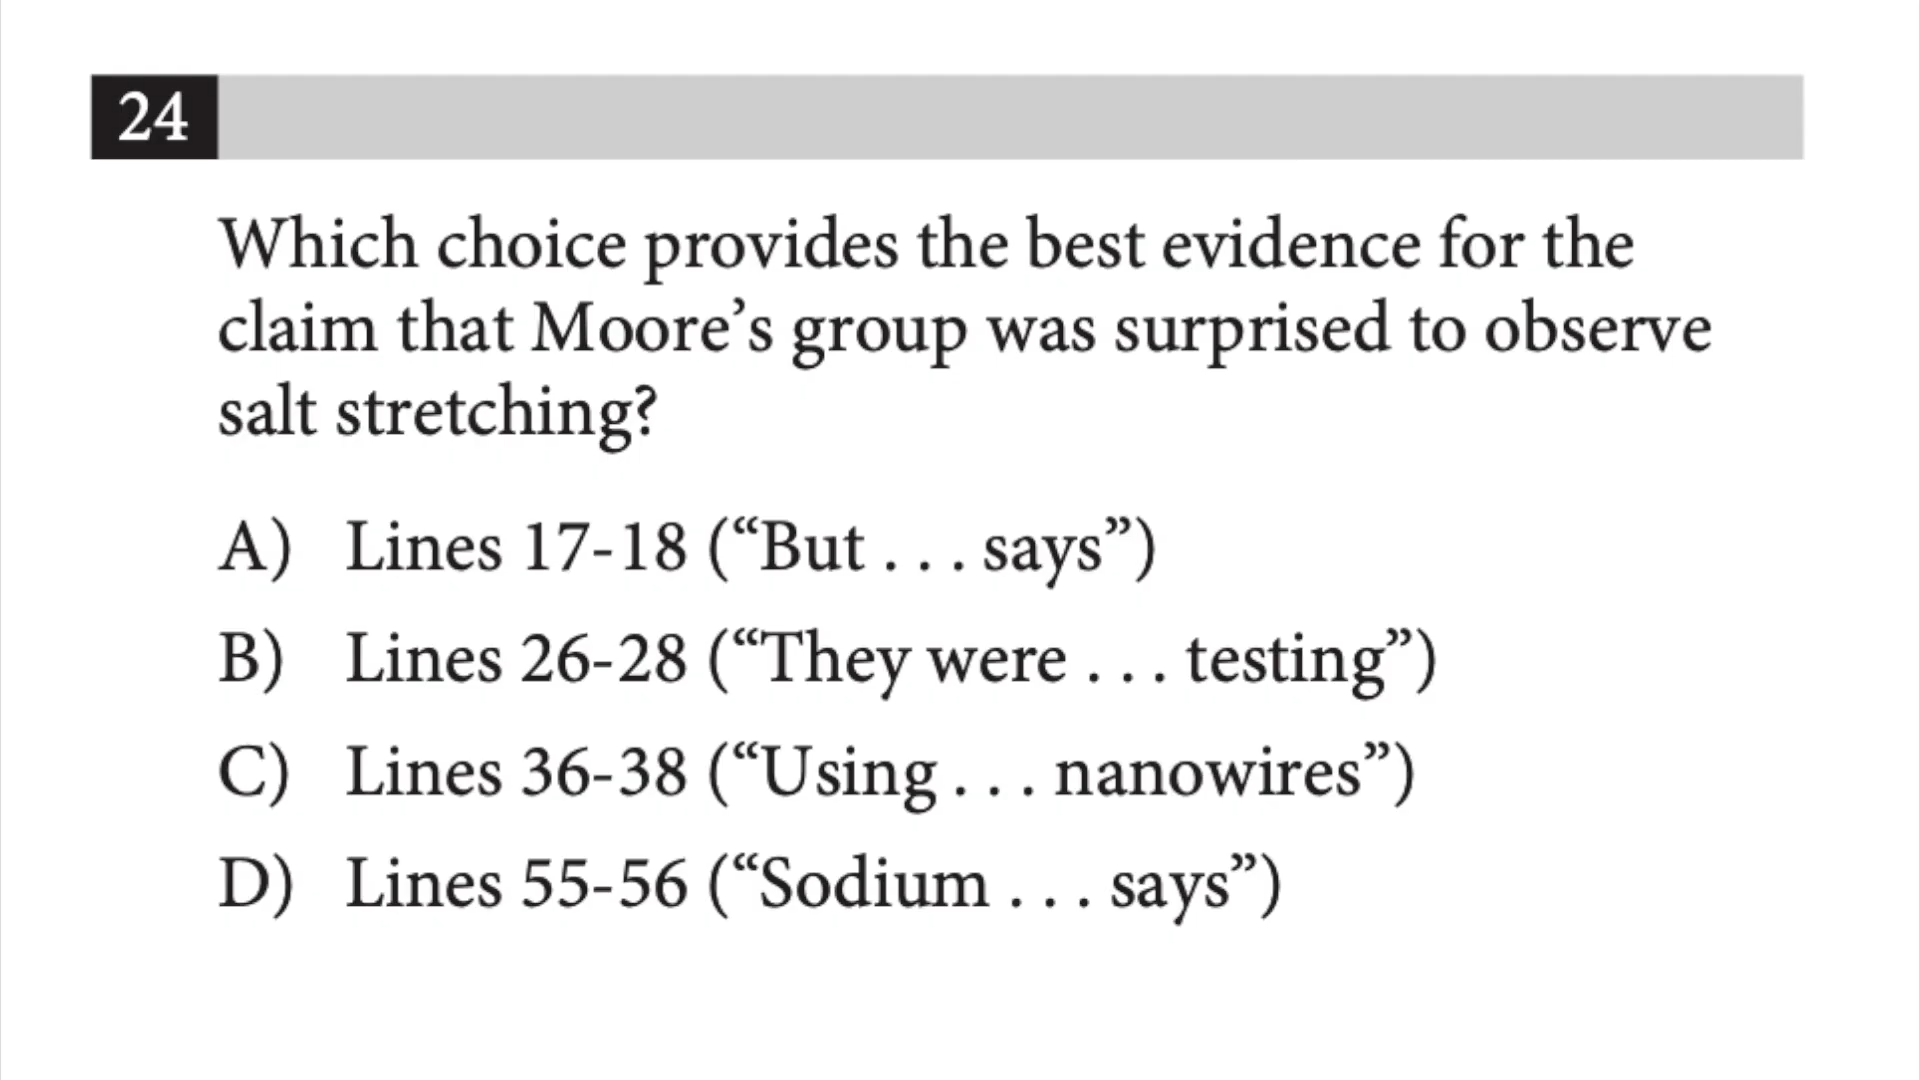 24
Which choice provides the best evidence for the
claim that Moore’s group was surprised to observe
salt stretching?
A) Lines 17-18 (“But . . . says”)
B) Lines 26-28 (“They were . . . testing”)
C) Lines 36-38 (“Using . . . nanowires”)
D) Lines 55-56 (“Sodium . . . says”)